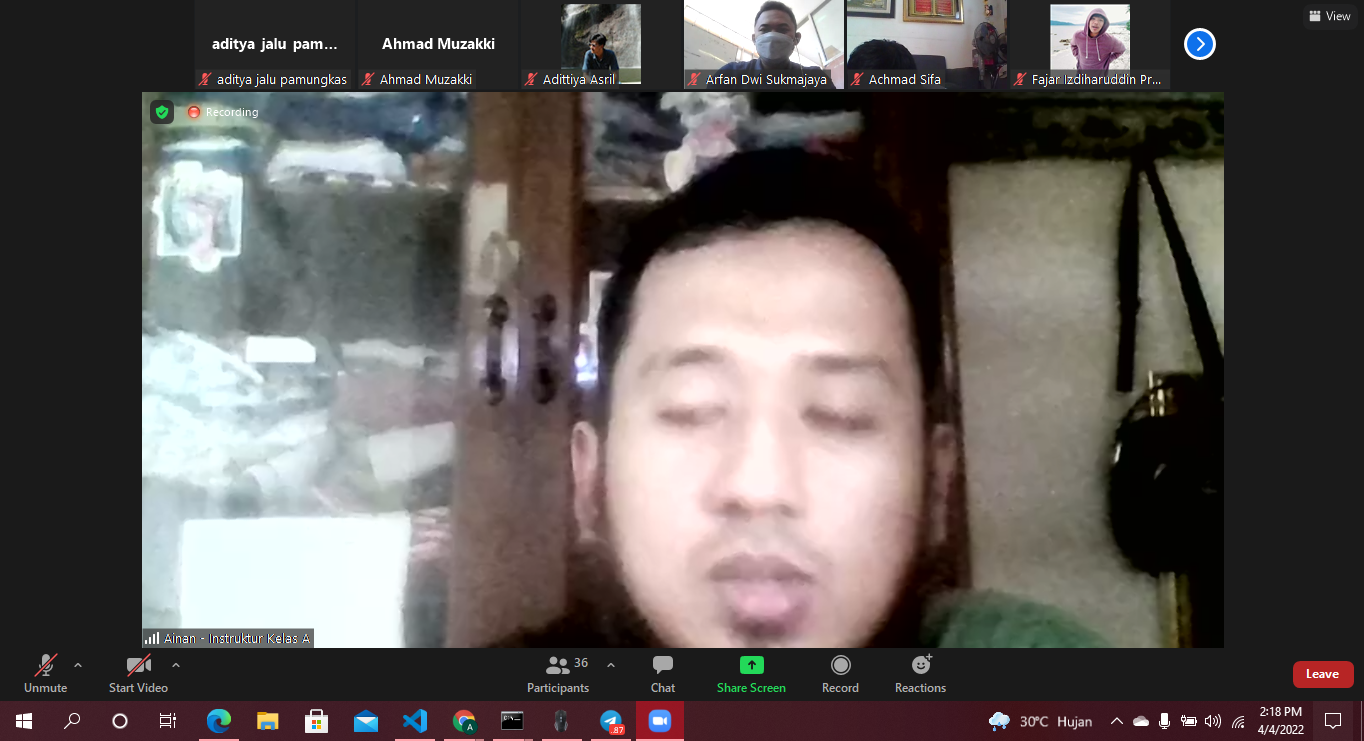 aditya jalu pam...
Ahmad Muzakki
View
aditya jalu pamungkas
Ahmad Muzakki
Adittiya Asril
Arfan Dwi Sukmajaya
Achmad Sifa
Fajar Izdiharuddin Pr...
Recording
Ainan - Instruktur Kelas A
Unmute
Start Video
36
Participants
Chat
Share Screen
Record
Reactions
Leave
87
30°C Hujan
2:18 PM
4/4/2022